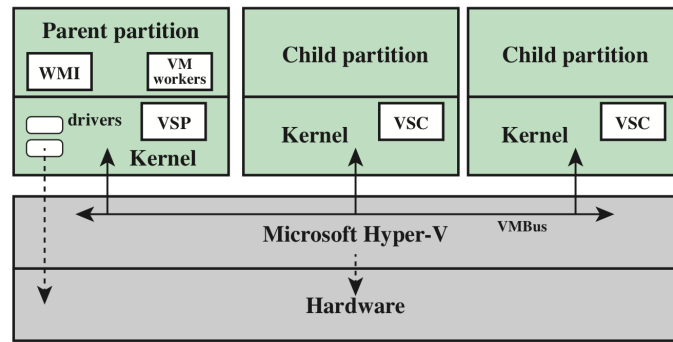 Parent partition
WMI
VM
workers
drivers
VSP
Kernel
Child partition
Kernel
VSC
Child partition
Kernel
VSC
VMBus
Microsoft Hyper-V
Hardware